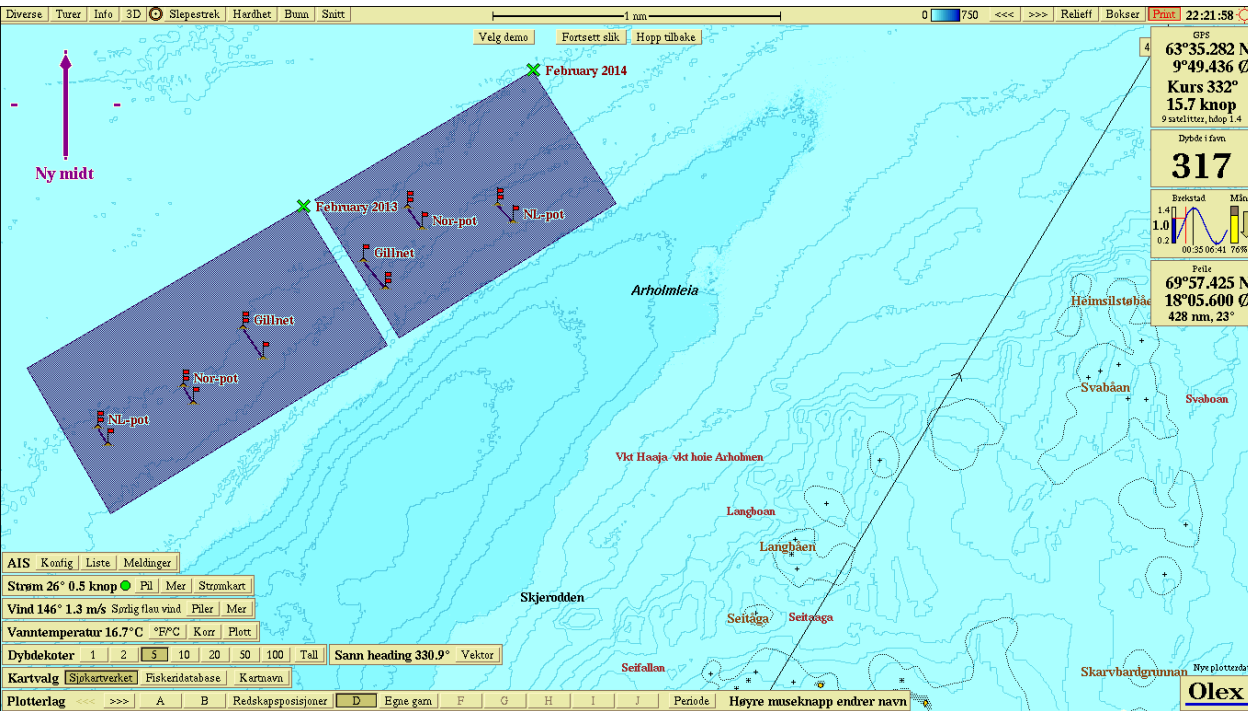 Diverse Turer Info 3D Slepestrek Hardhet Bunn Snitt 1 nm 0 750 <<< >>> Relieff Bokser Print 22:21:58
Velg demo Fortsett slik Hopp tilbake
GPS
63°35.282 N
9°49.436 Ø
Kurs 332°
15.7 knop
9 satelitter, hdop 1.4
Dybde i favn
317
Brekstad Mån
1.4
1.0
0.2
00:35 06:41 76%
Peile
69°57.425 N
18°05.600 Ø
428 nm, 23°
4
February 2014
Ny midt
February 2013
Nor-pot
NL-pot
Gillnet
Arholmleia
Heimsilstøbåe
Gillnet
Nor-pot
Svabåan
Svaboan
NL-pot
Vkt Haaja vkt hoie Arholmen
Langboan
Langbåen
Skjerodden
Seitaga
Seitaaga
Seifallan
Skarvbardgrunnan
AIS Konfig Liste Meldinger
Strøm 26° 0.5 knop Pil Mer Strømkart
Vind 146° 1.3 m/s Sørlig flau vind Piler Mer
Vanntemperatur 16.7°C °F/°C Korr Plott
Dybdekoter 1 2 5 10 20 50 100 Tall Sann heading 330.9° Vektor
Kartvalg Sjøkartverket Fiskeridatabase Kartnavn
Plotterlag <<< >>> A B Redskapsposisjoner D Egne garn F G H I J Periode Høyre museknapp endrer navn
Nye plotterdat
Olex